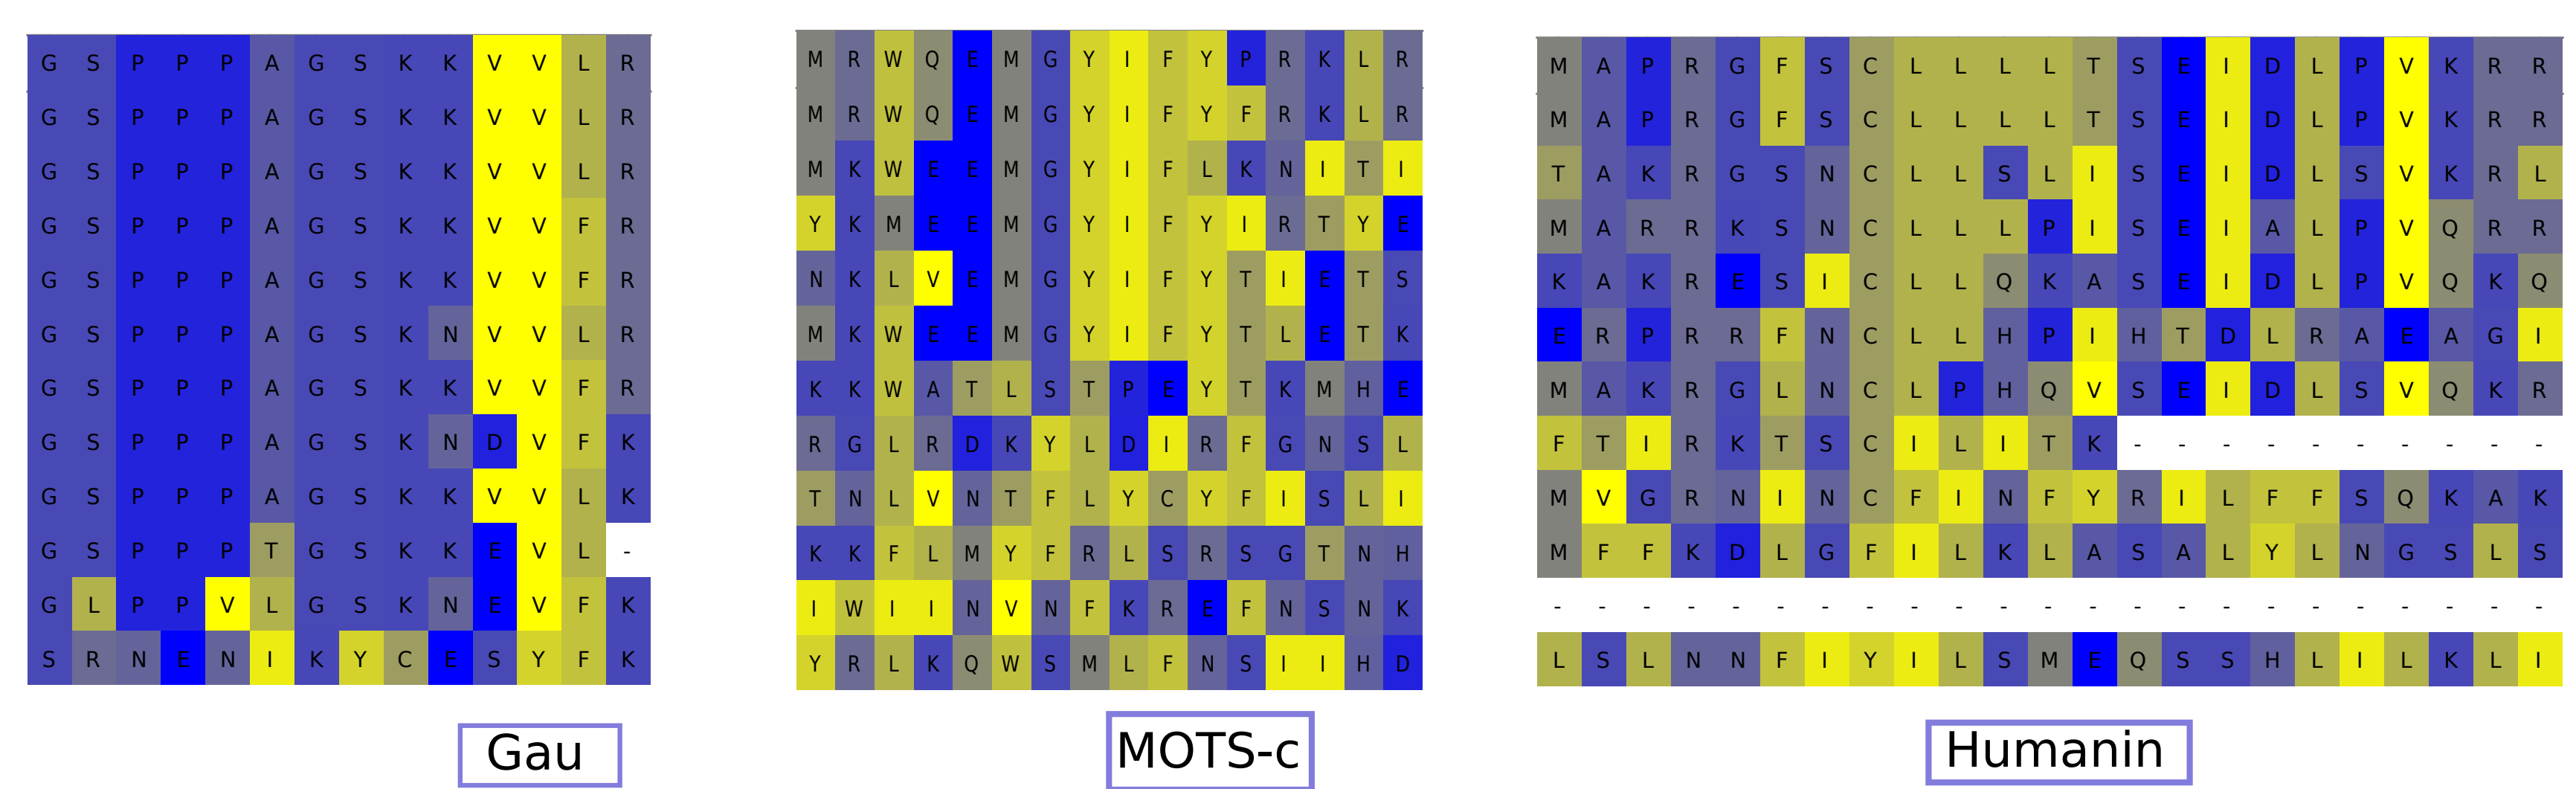 G S P P P A G S K K V V L R
G S P P P A G S K K V V L R
G S P P P A G S K K V V L R
G S P P P A G S K K V V F R
G S P P P A G S K K V V F R
G S P P P A G S K N V V L R
G S P P P A G S K K V V F R
G S P P P A G S K N D V F K
G S P P P A G S K K V V L K
G S P P P T G S K K E V L -
G L P P V L G S K N E V F K
S R N E N I K Y C E S Y F K
Gau
M R W Q E M G Y I F Y P R K L R
M R W Q E M G Y I F Y F R K L R
M K W E E M G Y I F L K N I T I
Y K M E E M G Y I F Y I R T Y E
N K L V E M G Y I F Y T I E T S
M K W E E M G Y I F Y T L E T K
K K W A T L S T P E Y T K M H E
R G L R D K Y L D I R F G N S L
T N L V N T F L Y C Y F I S L I
K K F L M Y F R L S R S G T N H
I W I I N V N F K R E F N S N K
Y R L K Q W S M L F N S I I H D
MOTS-c
M A P R G F S C L L L L T S E I D L P V K R R
M A P R G F S C L L L L T S E I D L P V K R R
T A K R G S N C L L S L I S E I D L S V K R L
M A R R K S N C L L L P I S E I A L P V Q R R
K A K R E S I C L L Q K A S E I D L P V Q K Q
E R P R R F N C L L H P I H T D L R A E A G I
M A K R G L N C L P H Q V S E I D L S V Q K R
F T I R K T S C I L I T K - - - - - - - - - -
M V G R N I N C F I N F Y R I L F F S Q K A K
M F F K D L G F I L K L A S A L Y L N G S L S
- - - - - - - - - - - - - - - - - - - - - - -
L S L N N F I Y I L S M E Q S S H L I L K L I
Humanin